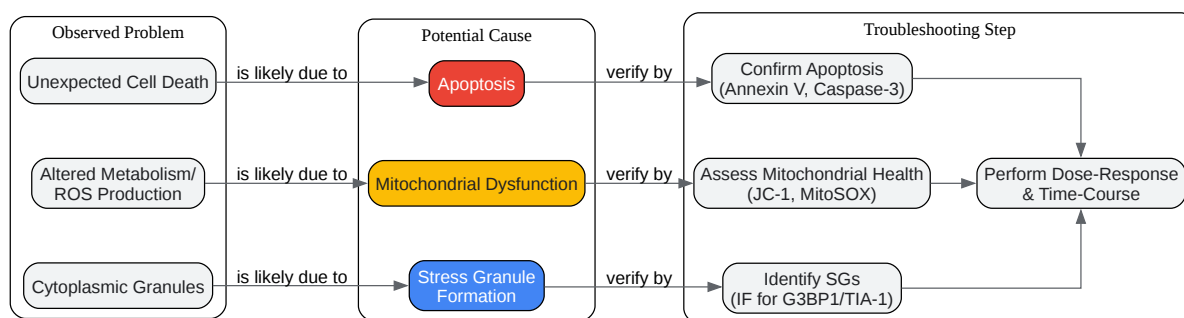 Observed Problem
Potential Cause
Troubleshooting Step
Unexpected Cell Death
is likely due to
Apoptosis
verify by
Confirm Apoptosis
(Annexin V, Caspase-3)
Altered Metabolism/
ROS Production
is likely due to
Mitochondrial Dysfunction
verify by
Assess Mitochondrial Health
(JC-1, MitoSOX)
Perform Dose-Response
& Time-Course
Cytoplasmic Granules
is likely due to
Stress Granule
Formation
verify by
Identify SGs
(IF for G3BP1/TIA-1)